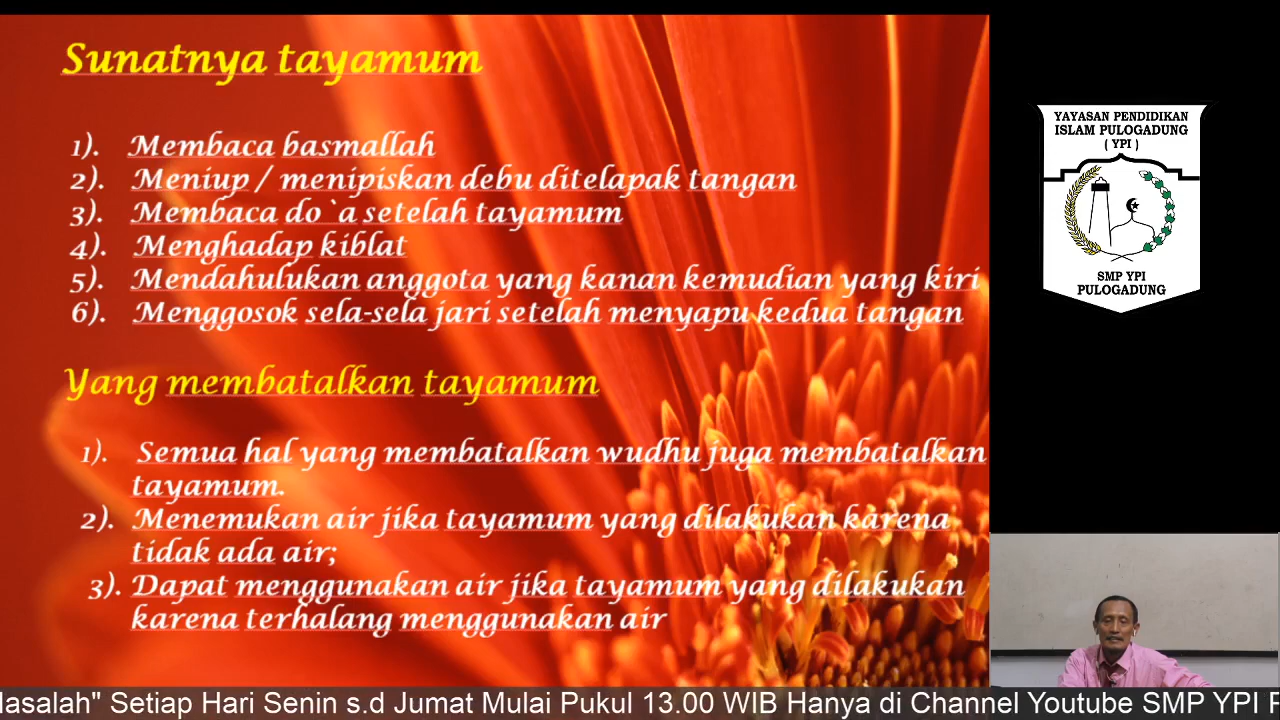 Sunatnya tayamum
1). Membaca basmallah
2). Meniup / menipiskan debu ditelapak tangan
3). Membaca do`a setelah tayamum
4). Menghadap kiblat
5). Mendahulukan anggota yang kanan kemudian yang kiri
6). Menggosok sela-sela jari setelah menyapu kedua tangan
Yang membatalkan tayamum
1). Semua hal yang membatalkan wudhu juga membatalkan
tayamum.
2). Menemukan air jika tayamum yang dilakukan karena
tidak ada air;
3). Dapat menggunakan air jika tayamum yang dilakukan
karena terhalang menggunakan air
YAYASAN PENDIDIKAN
ISLAM PULOGADUNG
( YPI )
SMP YPI
PULOGADUNG
Masalah" Setiap Hari Senin s.d Jumat Mulai Pukul 13.00 WIB Hanya di Channel Youtube SMP YPI P